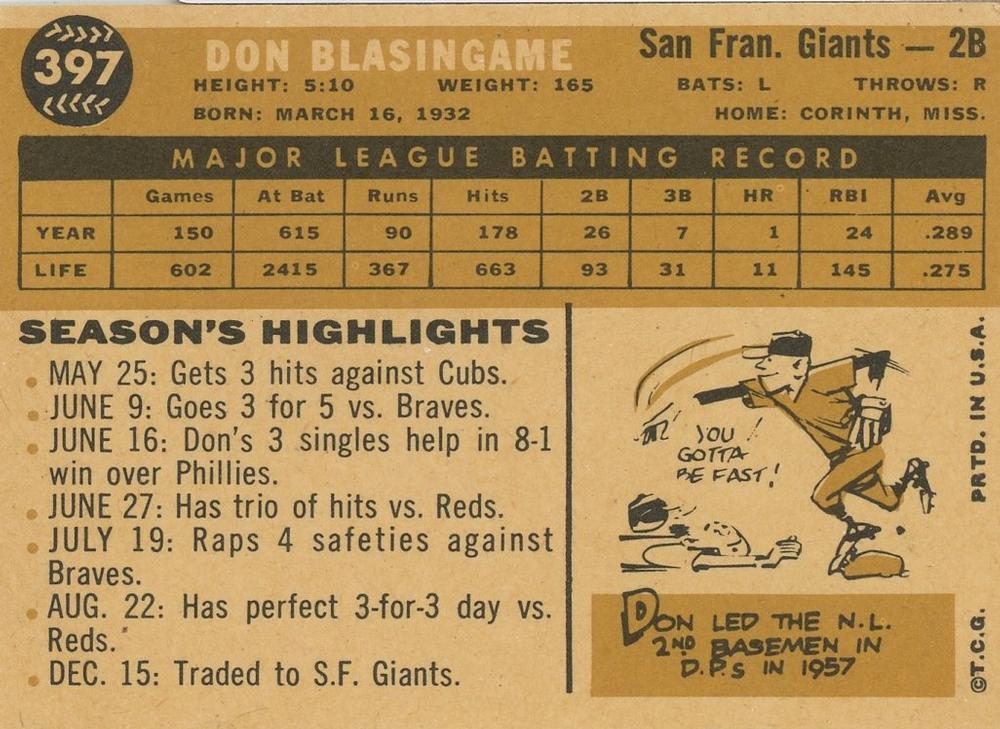 397
DON BLASINGAME
San Fran. Giants — 2B
HEIGHT: 5:10 WEIGHT: 165 BATS: L THROWS: R
BORN: MARCH 16, 1932 HOME: CORINTH, MISS.
MAJOR LEAGUE BATTING RECORD
Games At Bat Runs Hits 2B 3B HR RBI Avg
YEAR 150 615 90 178 26 7 1 24 .289
LIFE 602 2415 367 663 93 31 11 145 .275
SEASON'S HIGHLIGHTS
• MAY 25: Gets 3 hits against Cubs.
• JUNE 9: Goes 3 for 5 vs. Braves.
• JUNE 16: Don's 3 singles help in 8-1
win over Phillies.
• JUNE 27: Has trio of hits vs. Reds.
• JULY 19: Raps 4 safeties against
Braves.
• AUG. 22: Has perfect 3-for-3 day vs.
Reds.
• DEC. 15: Traded to S.F. Giants.
YOU
GOTTA
BE FAST!
DON LED THE N.L.
2ND BASEMEN IN
D.P.S IN 1957
©T.C.G. PRTD. IN U.S.A.